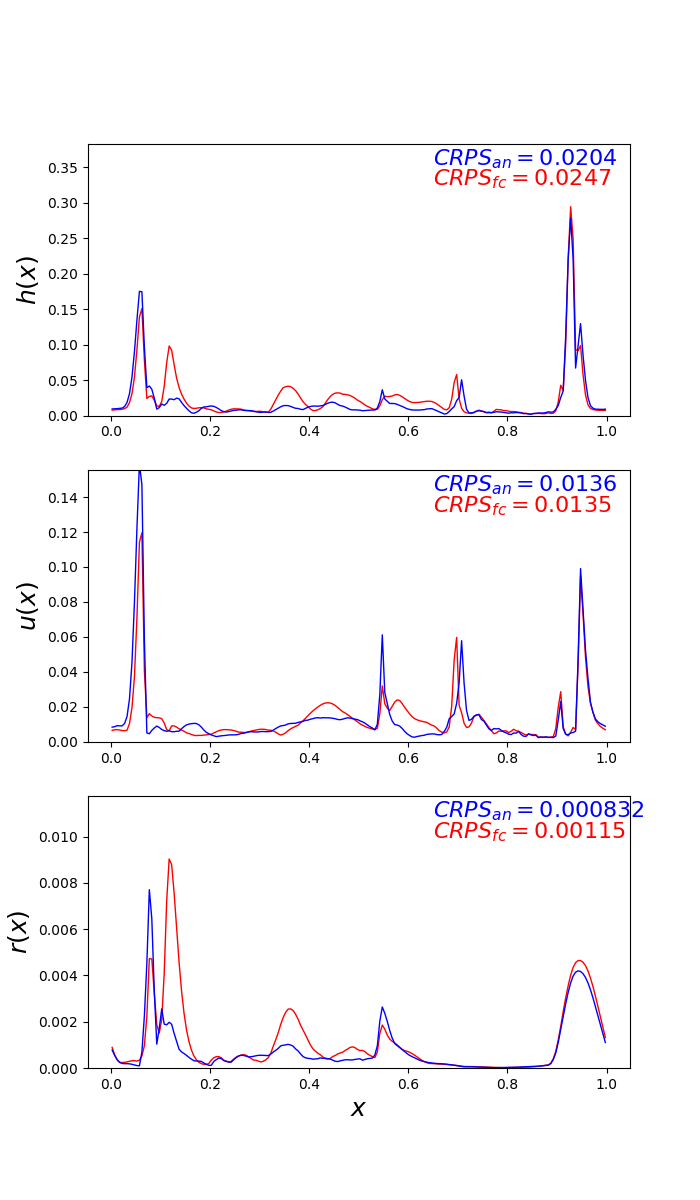 CRPS_an = 0.0204
CRPS_fc = 0.0247
h(x)
0.35
0.30
0.25
0.20
0.15
0.10
0.05
0.00
0.0 0.2 0.4 0.6 0.8 1.0
CRPS_an = 0.0136
CRPS_fc = 0.0135
u(x)
0.14
0.12
0.10
0.08
0.06
0.04
0.02
0.00
0.0 0.2 0.4 0.6 0.8 1.0
CRPS_an = 0.000832
CRPS_fc = 0.00115
r(x)
0.010
0.008
0.006
0.004
0.002
0.000
0.0 0.2 0.4 0.6 0.8 1.0
x